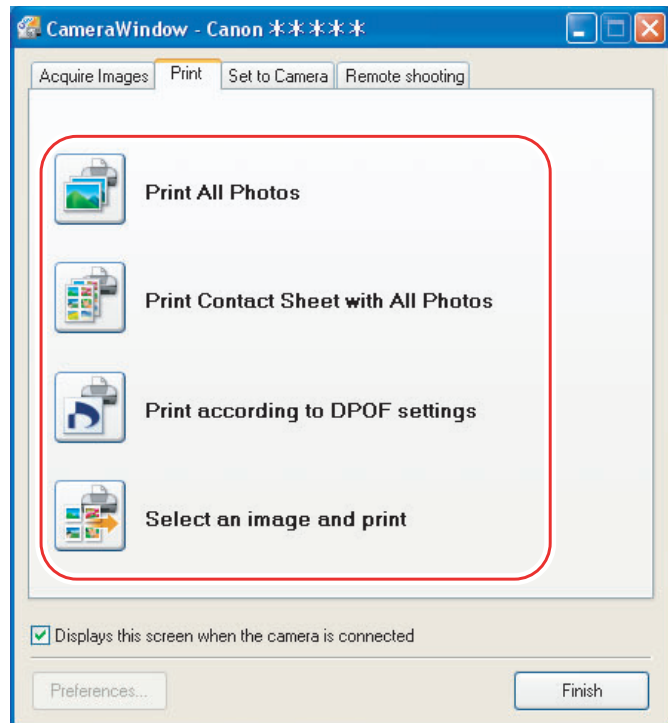 CameraWindow - Canon ＊＊＊＊＊
Acquire Images Print Set to Camera Remote shooting
Print All Photos
Print Contact Sheet with All Photos
Print according to DPOF settings
Select an image and print
Displays this screen when the camera is connected
Preferences... Finish